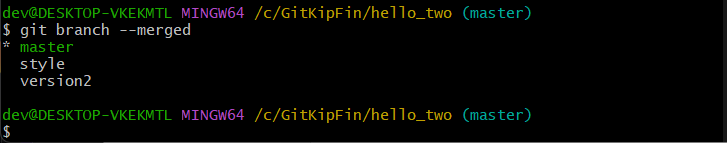 dev@DESKTOP-VKEKMTL MINGW64 /c/GitKipFin/hello_two (master)
$ git branch --merged
* master
  style
  version2

dev@DESKTOP-VKEKMTL MINGW64 /c/GitKipFin/hello_two (master)
$